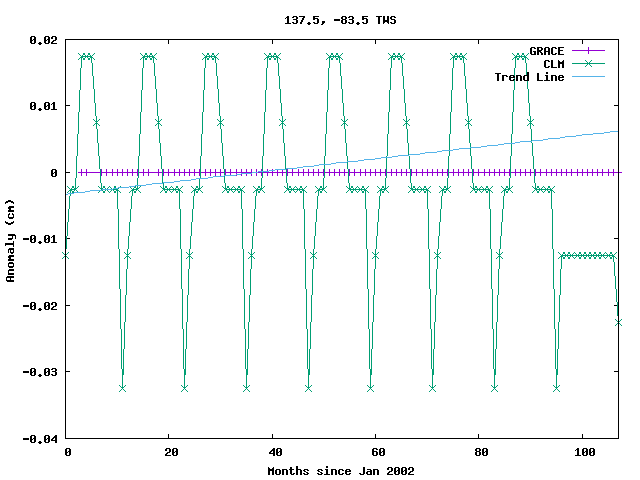 137.5, -83.5 TWS
GRACE
CLM
Trend Line
0.02
0.01
0
-0.01
-0.02
-0.03
-0.04
Anomaly (cm)
0 20 40 60 80 100
Months since Jan 2002